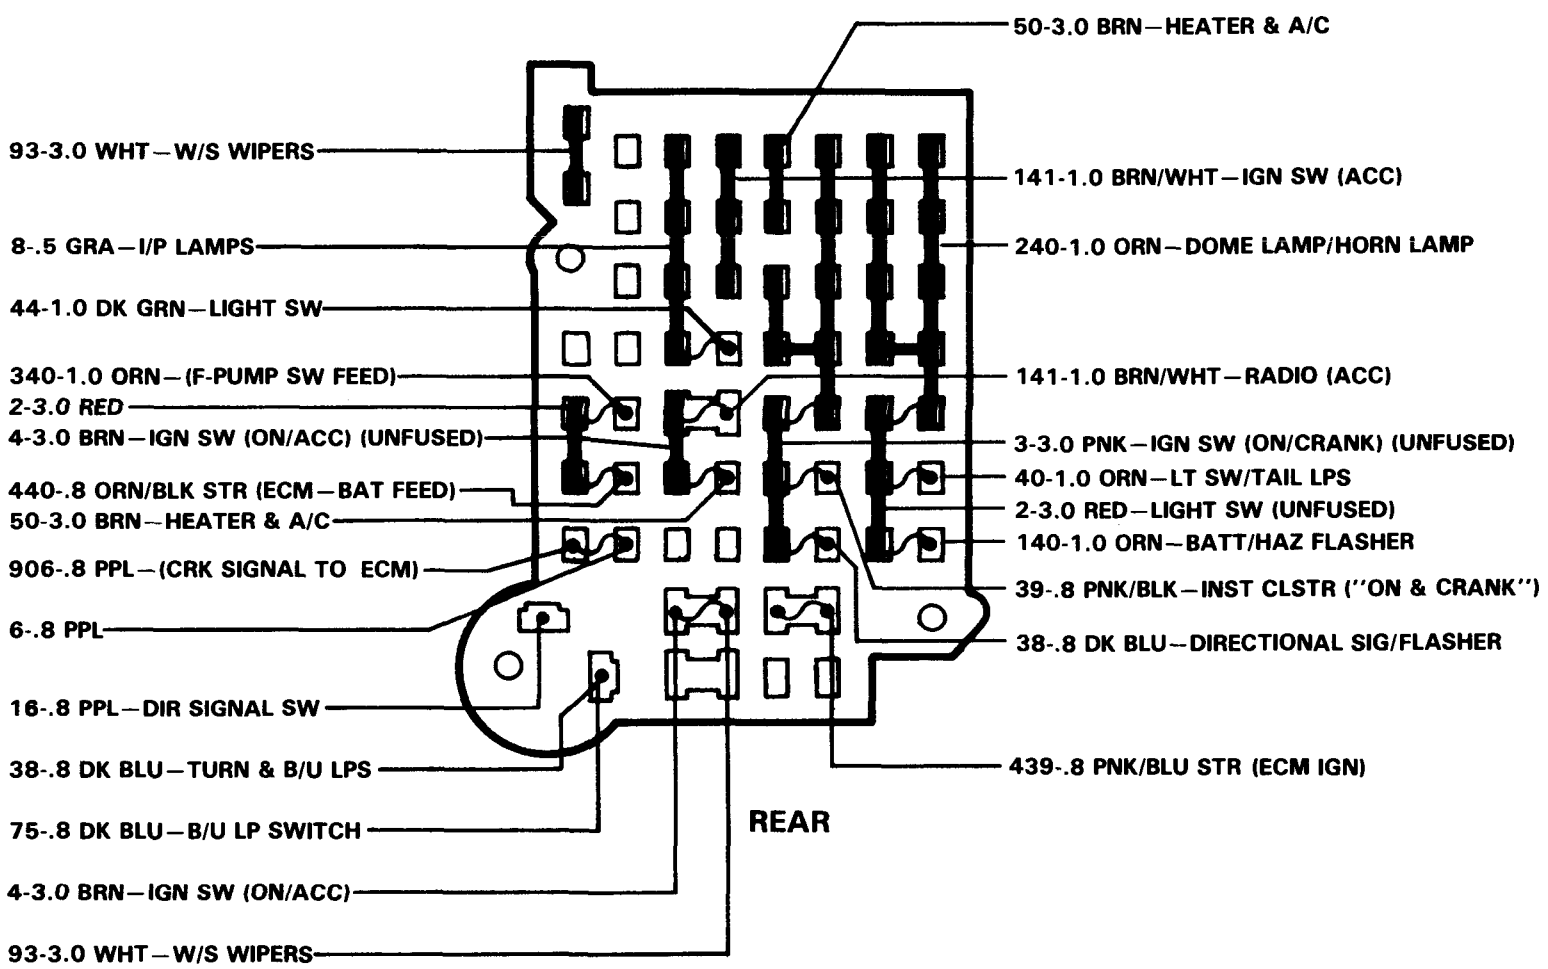 50-3.0 BRN—HEATER & A/C
93-3.0 WHT—W/S WIPERS
141-1.0 BRN/WHT—IGN SW (ACC)
8-.5 GRA—I/P LAMPS
240-1.0 ORN—DOME LAMP/HORN LAMP
44-1.0 DK GRN—LIGHT SW
340-1.0 ORN—(F-PUMP SW FEED)
141-1.0 BRN/WHT—RADIO (ACC)
2-3.0 RED
4-3.0 BRN—IGN SW (ON/ACC) (UNFUSED)
3-3.0 PNK—IGN SW (ON/CRANK) (UNFUSED)
440-.8 ORN/BLK STR (ECM—BAT FEED)
40-1.0 ORN—LT SW/TAIL LPS
50-3.0 BRN—HEATER & A/C
2-3.0 RED—LIGHT SW (UNFUSED)
140-1.0 ORN—BATT/HAZ FLASHER
906-.8 PPL—(CRK SIGNAL TO ECM)
39-.8 PNK/BLK—INST CLSTR ("ON & CRANK")
6-.8 PPL
38-.8 DK BLU—DIRECTIONAL SIG/FLASHER
16-.8 PPL—DIR SIGNAL SW
38-.8 DK BLU—TURN & B/U LPS
439-.8 PNK/BLU STR (ECM IGN)
75-.8 DK BLU—B/U LP SWITCH
REAR
4-3.0 BRN—IGN SW (ON/ACC)
93-3.0 WHT—W/S WIPERS